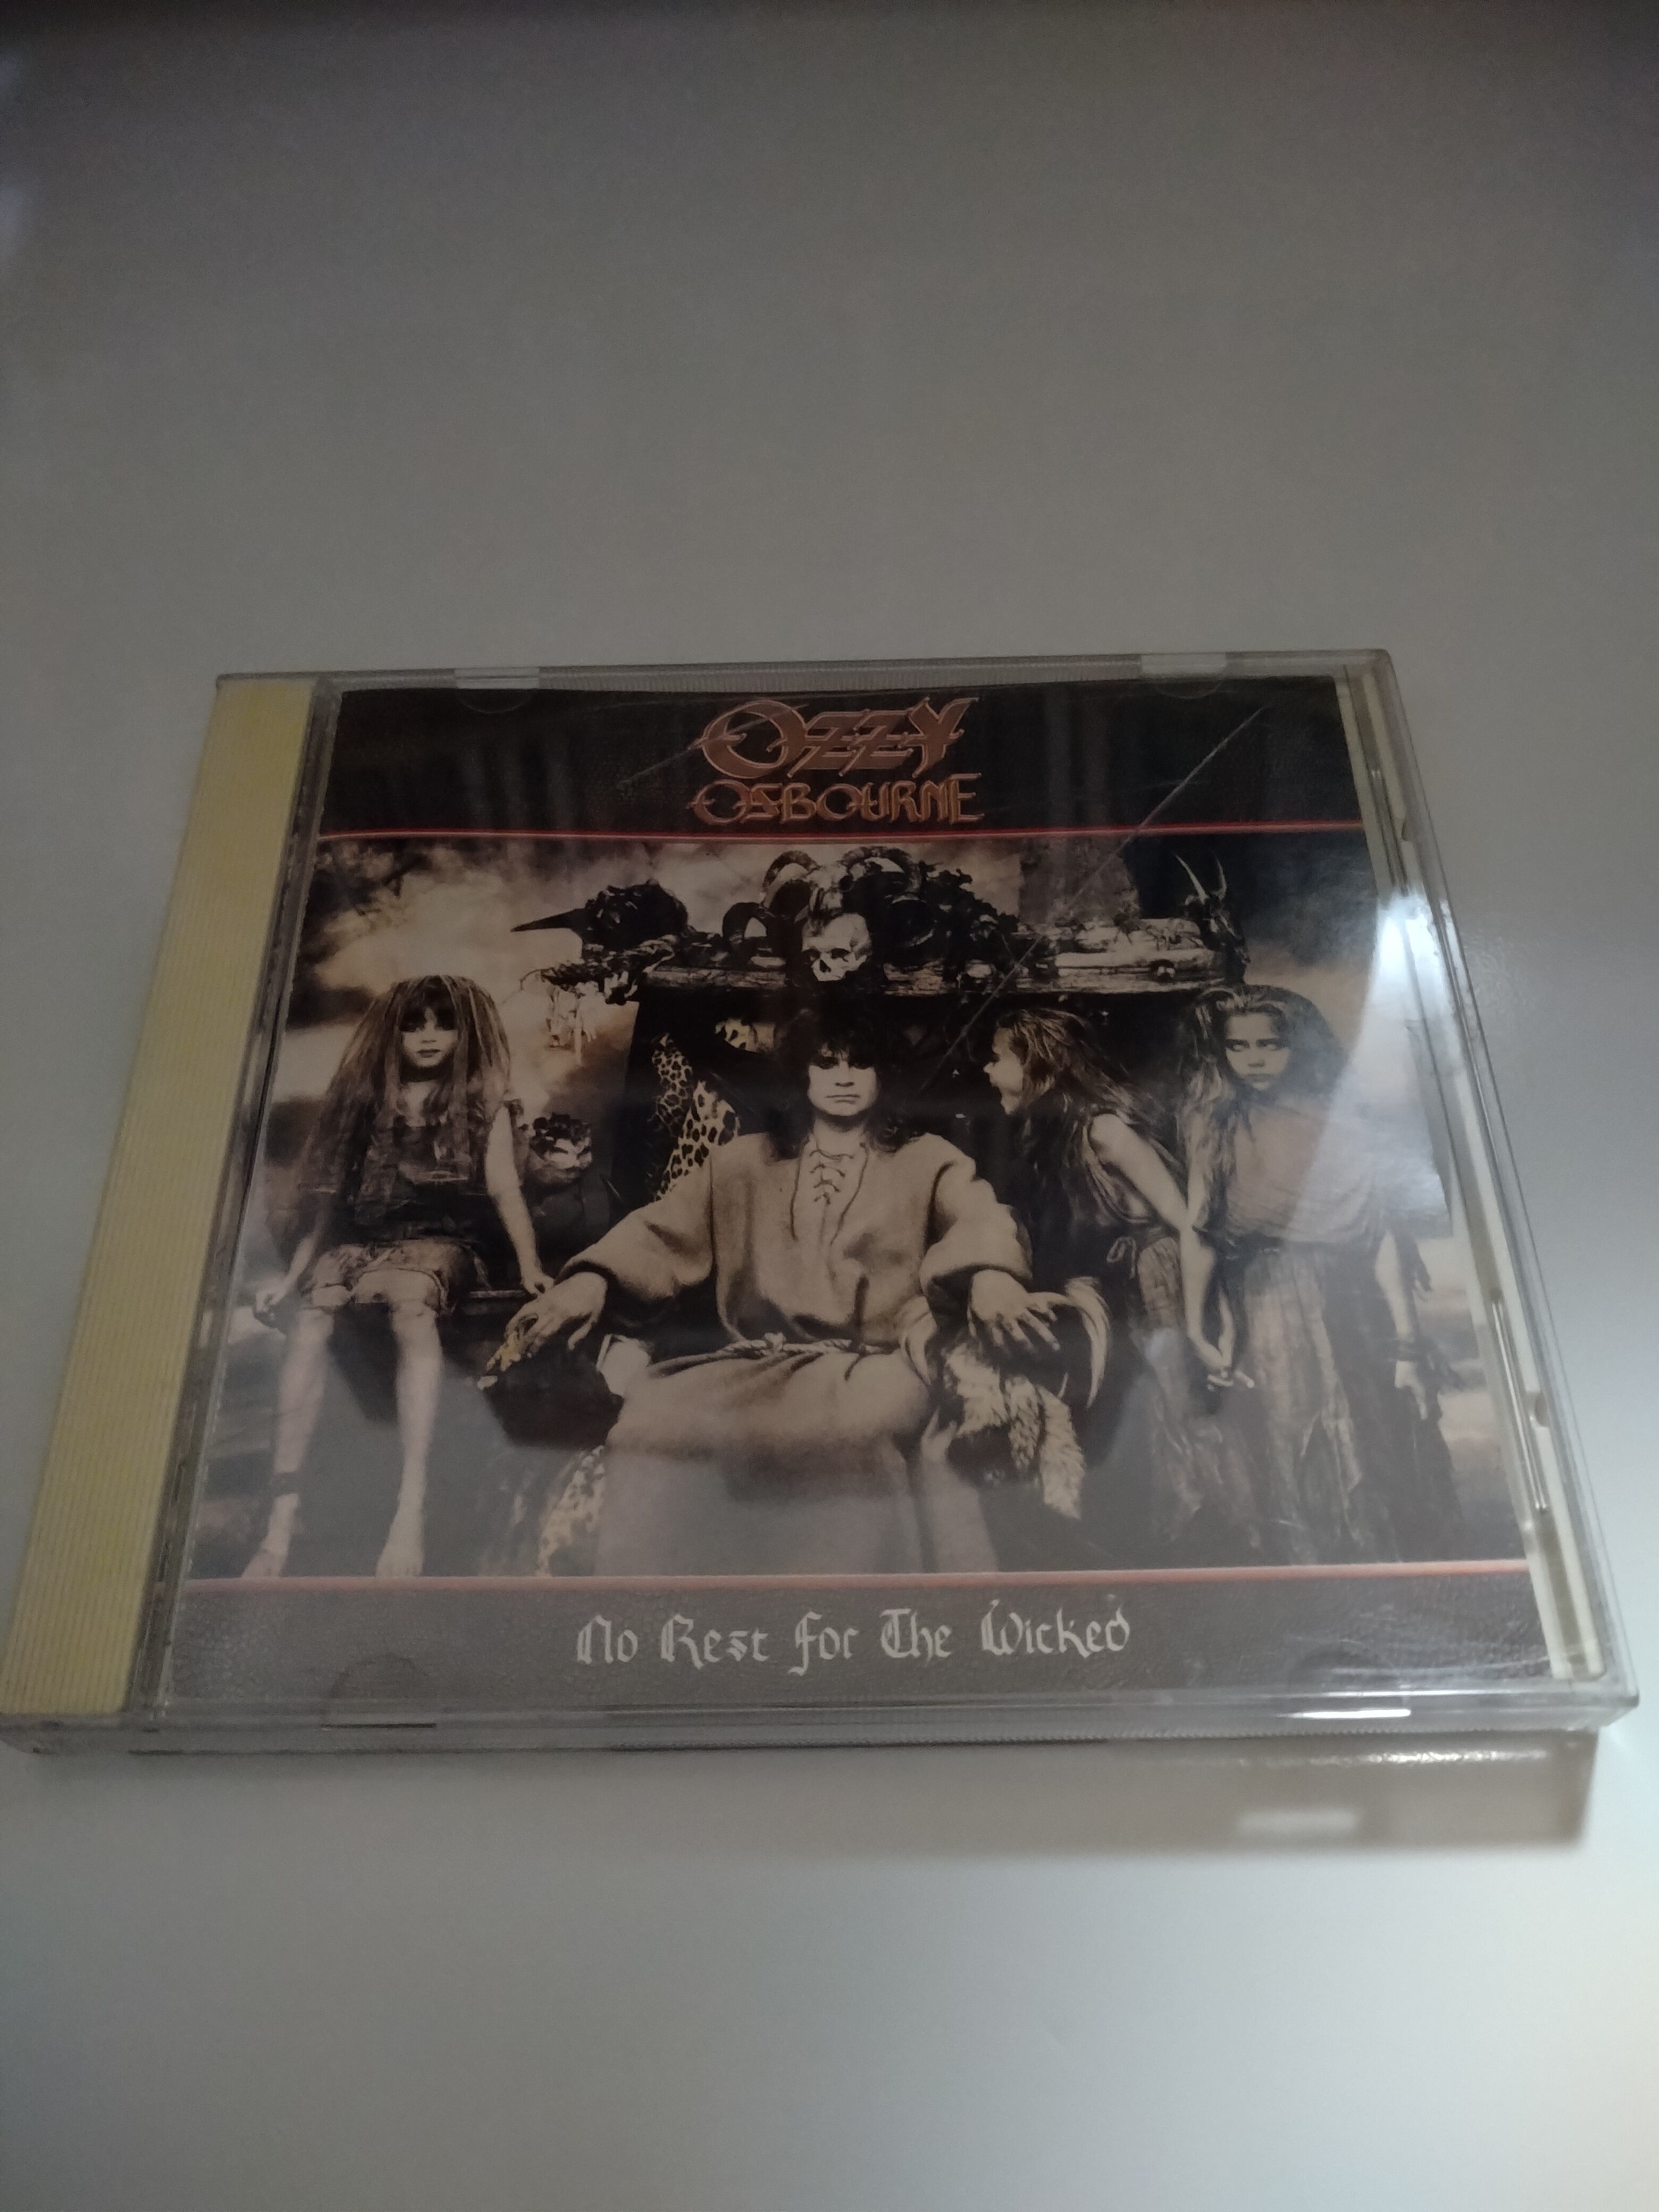 OZZY
OSBOURNE
No Rest for The Wicked